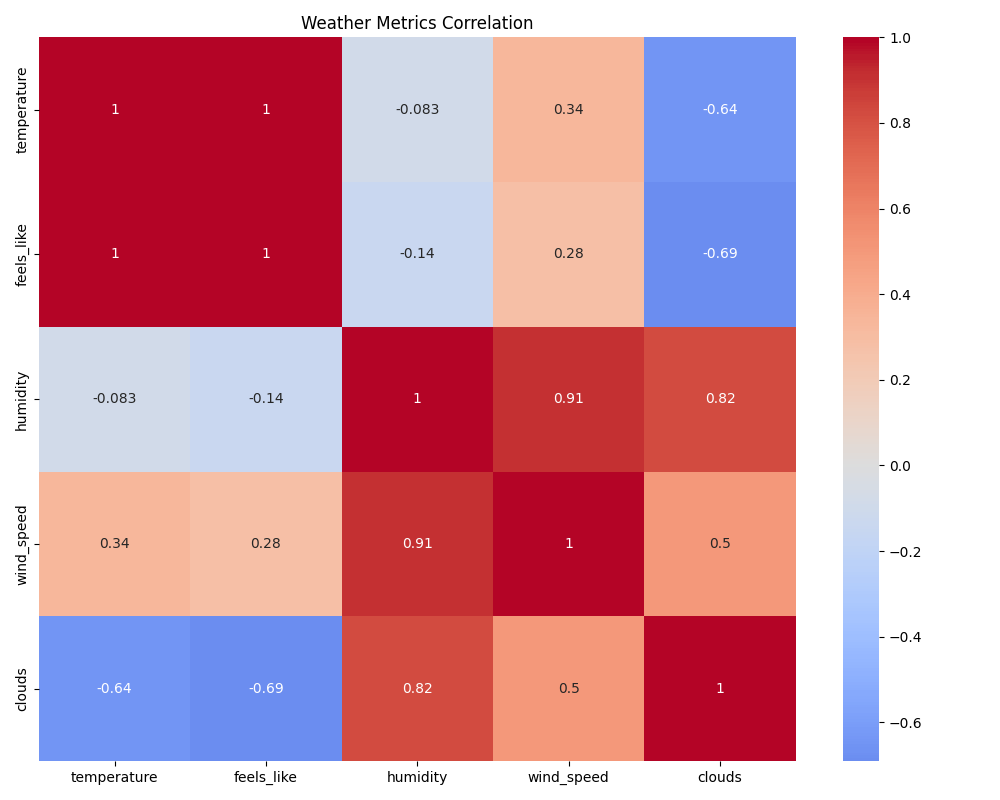 Weather Metrics Correlation
temperature 1 1 -0.083 0.34 -0.64
feels_like 1 1 -0.14 0.28 -0.69
humidity -0.083 -0.14 1 0.91 0.82
wind_speed 0.34 0.28 0.91 1 0.5
clouds -0.64 -0.69 0.82 0.5 1
temperature feels_like humidity wind_speed clouds
1.0
0.8
0.6
0.4
0.2
0.0
−0.2
−0.4
−0.6